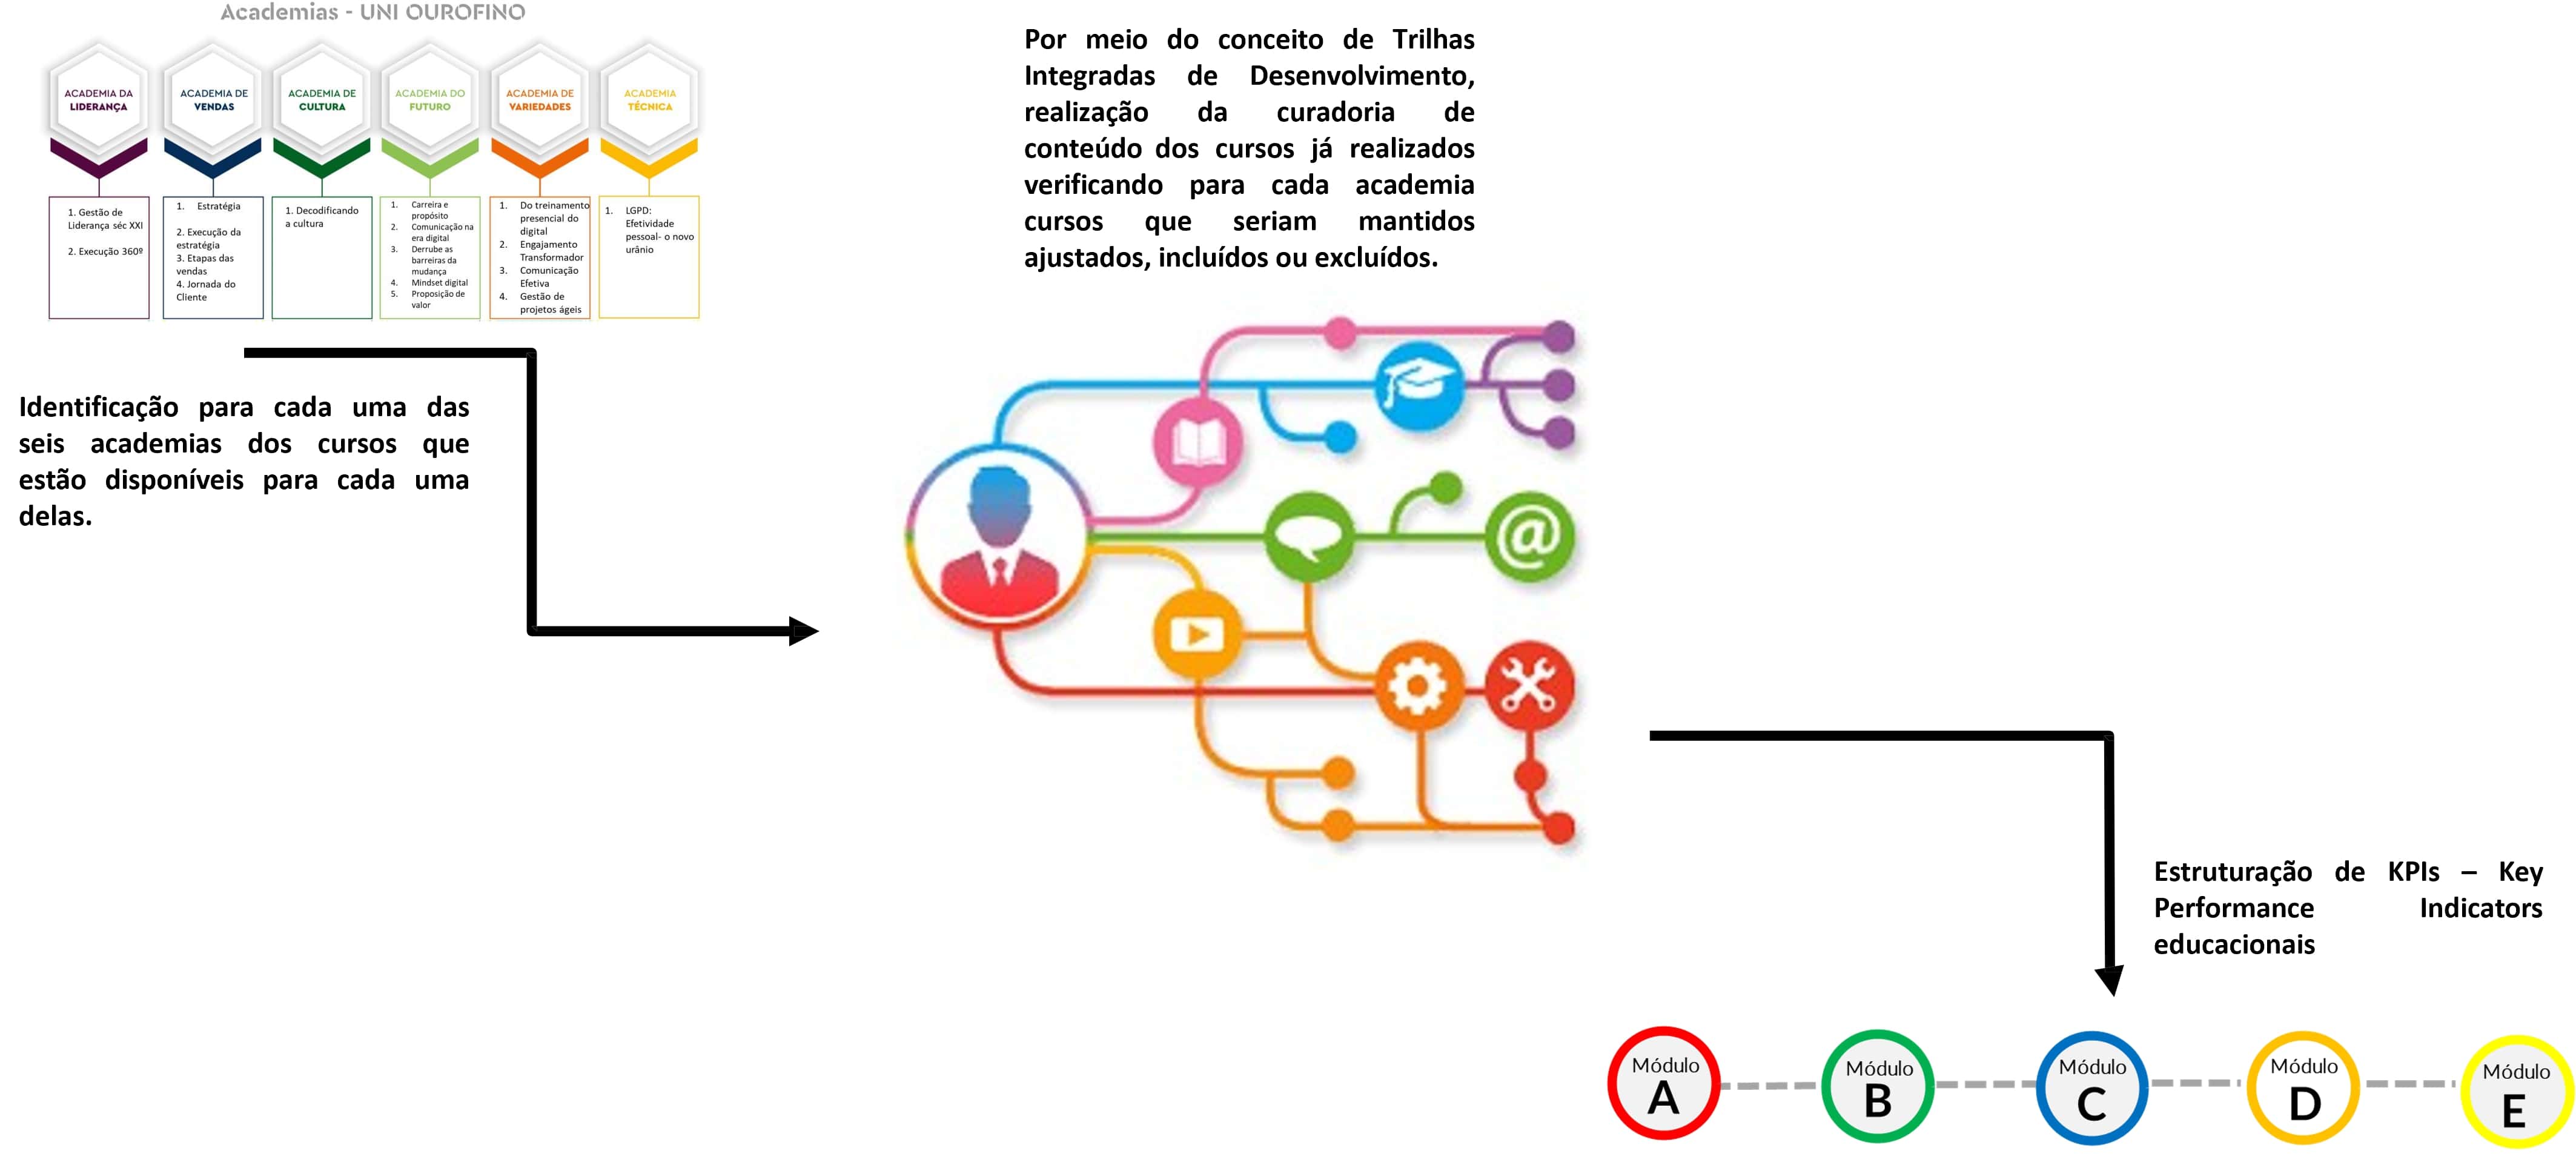 Academias - UNI OUROFINO
ACADEMIA DA
LIDERANÇA
ACADEMIA DE
VENDAS
ACADEMIA DE
CULTURA
ACADEMIA DO
FUTURO
ACADEMIA DE
VARIEDADES
ACADEMIA
TÉCNICA
1. Gestão de
Liderança séc XXI
2. Execução 360º
1. Estratégia
2. Execução da
estratégia
3. Etapas das
vendas
4. Jornada do
Cliente
1. Decodificando
a cultura
1. Carreira e
propósito
2. Comunicação na
era digital
3. Derrube as
barreiras da
mudança
4. Mindset digital
5. Proposição de
valor
1. Do treinamento
presencial do
digital
2. Engajamento
Transformador
3. Comunicação
Efetiva
4. Gestão de
projetos ágeis
1. LGPD:
Efetividade
pessoal- o novo
urânio
Identificação para cada uma das
seis academias dos cursos que
estão disponíveis para cada uma
delas.
Por meio do conceito de Trilhas
Integradas de Desenvolvimento,
realização da curadoria de
conteúdo dos cursos já realizados
verificando para cada academia
cursos que seriam mantidos
ajustados, incluídos ou excluídos.
@
Estruturação de KPIs – Key
Performance Indicators
educacionais
Módulo
A
Módulo
B
Módulo
C
Módulo
D
Módulo
E